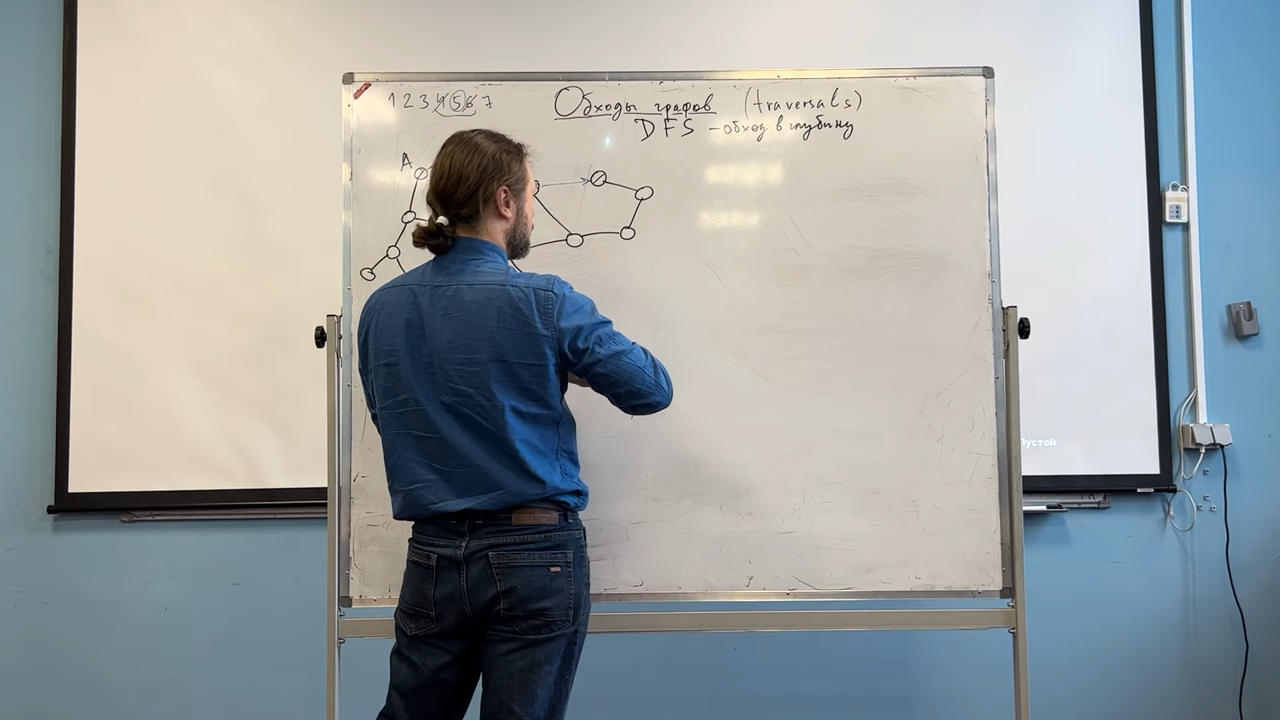 1 2 3 4 5 6 7
Обходы графов (traversals)
DFS - обход в глубину
A
Пустой